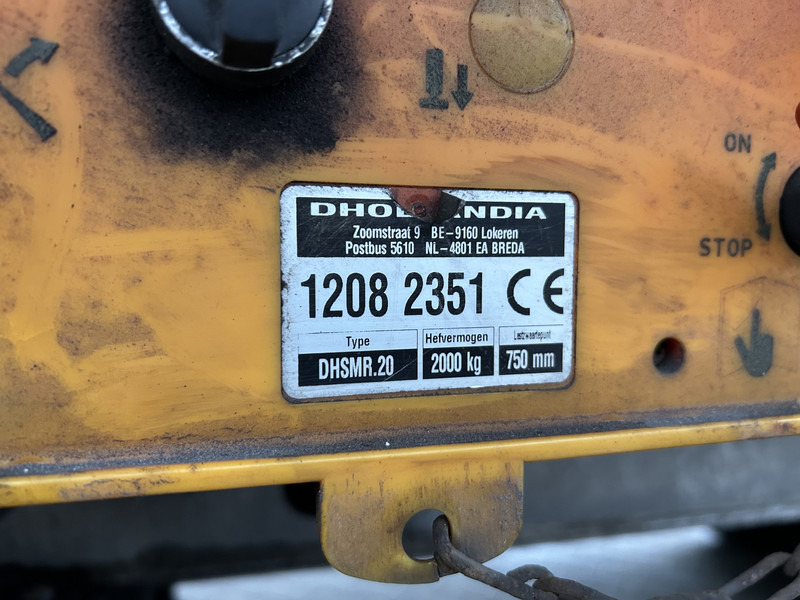 ON
STOP
DHOLLANDIA
Zoomstraat 9 BE-9160 Lokeren
Postbus 5610 NL-4801 EA BREDA
1208 2351 CE
Type Hefvermogen
DHSMR.20 2000 kg 750 mm